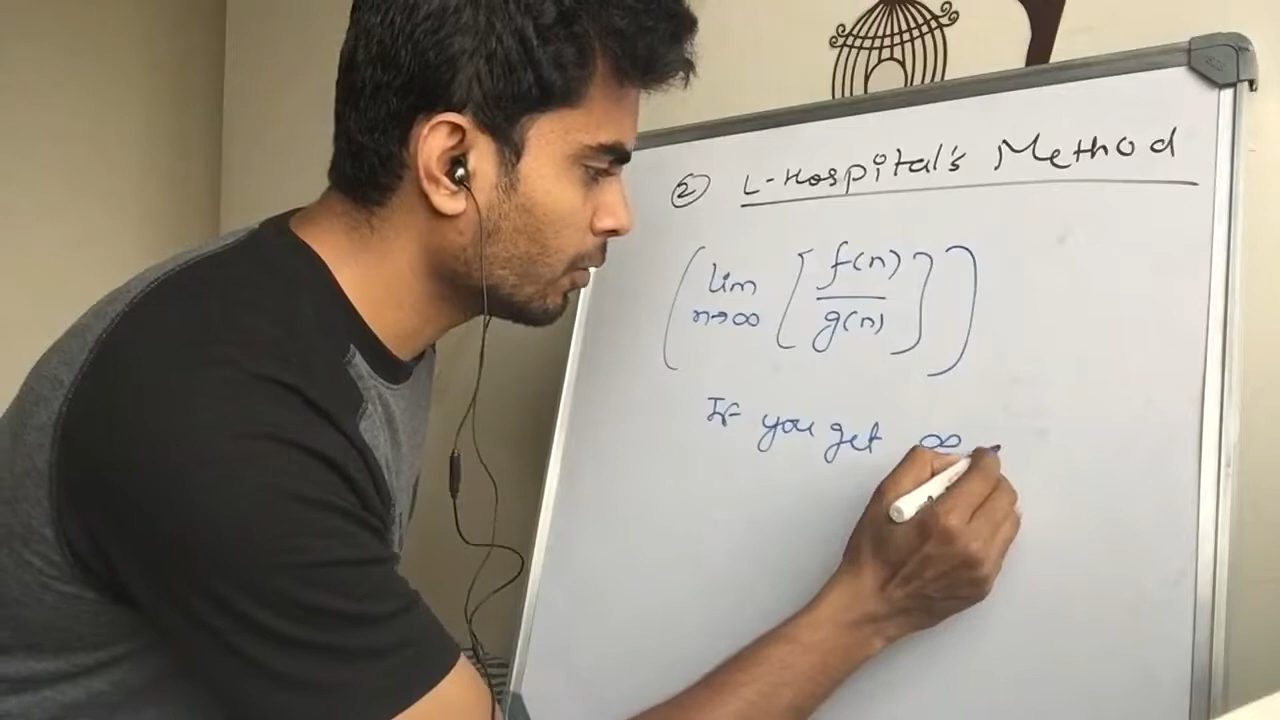 ② L-Hospital's Method
( lim n→∞ [ f(n) / g(n) ] )
If you get ∞